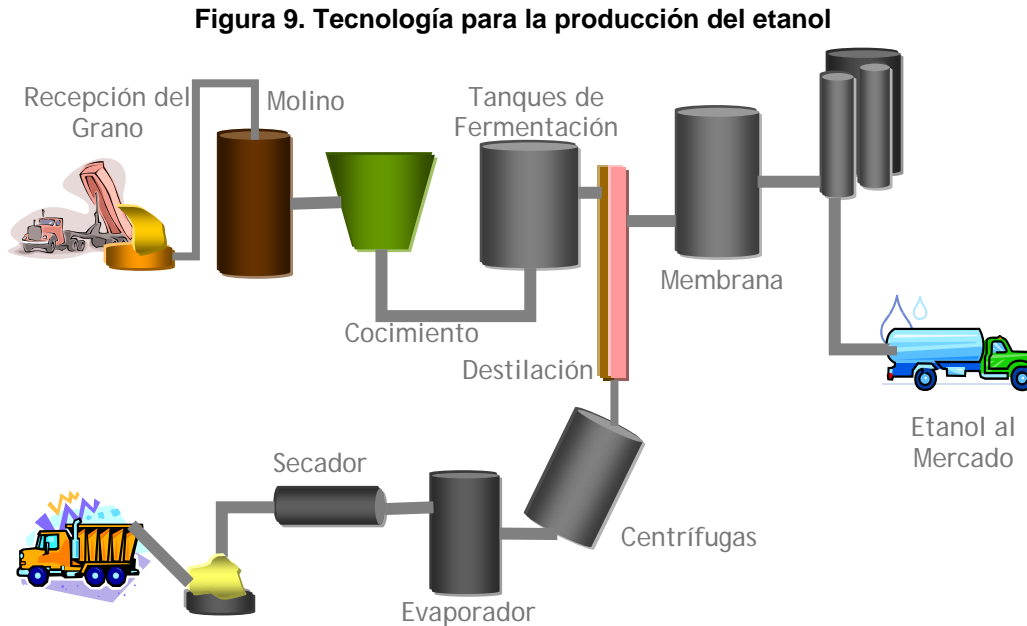 Figura 9. Tecnología para la producción del etanol
Recepción del
Grano
Molino
Tanques de
Fermentación
Membrana
Cocimiento
Destilación
Etanol al
Mercado
Secador
Centrífugas
Evaporador